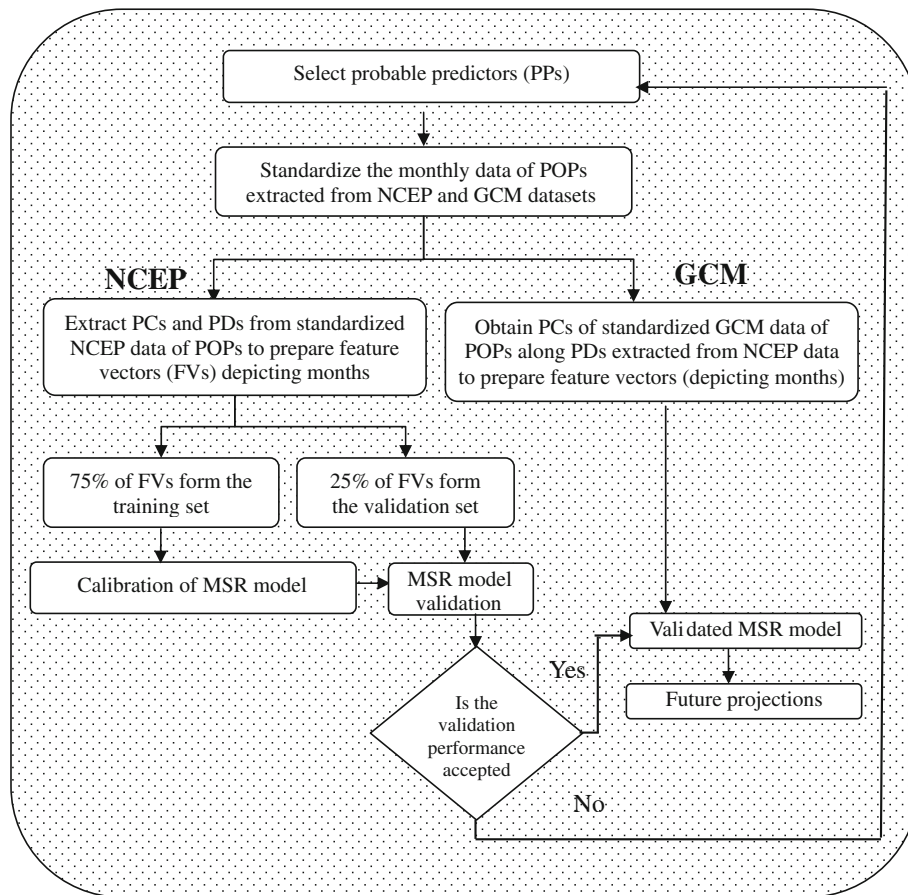 Select probable predictors (PPs)
Standardize the monthly data of POPs
extracted from NCEP and GCM datasets
NCEP
GCM
Extract PCs and PDs from standardized
NCEP data of POPs to prepare feature
vectors (FVs) depicting months
Obtain PCs of standardized GCM data of
POPs along PDs extracted from NCEP data
to prepare feature vectors (depicting months)
75% of FVs form the
training set
25% of FVs form
the validation set
Calibration of MSR model
MSR model
validation
Validated MSR model
Yes
Future projections
Is the
validation
performance
accepted
No